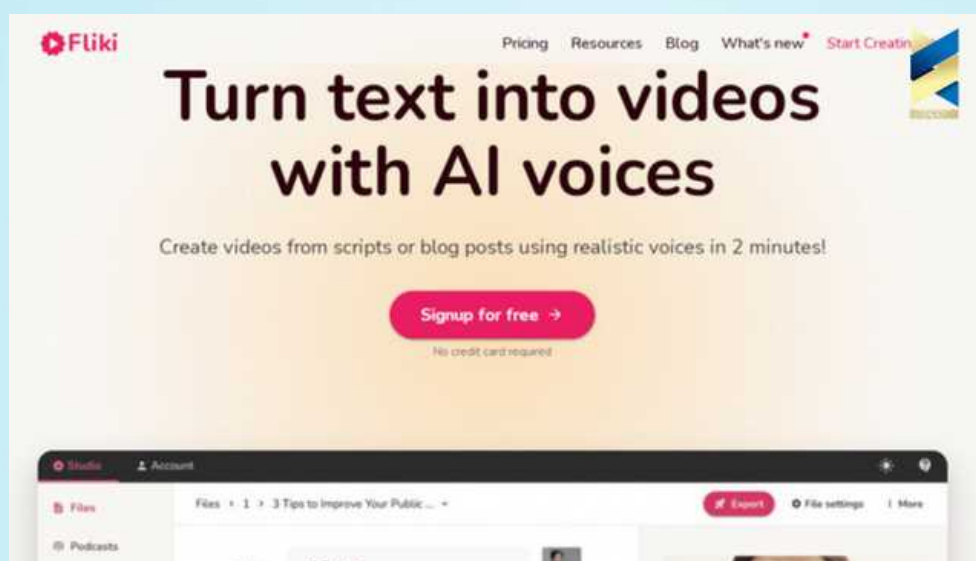 Fliki
Pricing Resources Blog What's new Start Creatin
Turn text into videos
with AI voices
Create videos from scripts or blog posts using realistic voices in 2 minutes!
Signup for free →
No credit card required
Studio Account
Files Files > 1 > 3 Tips to Improve Your Public ... Export File settings More
Podcasts